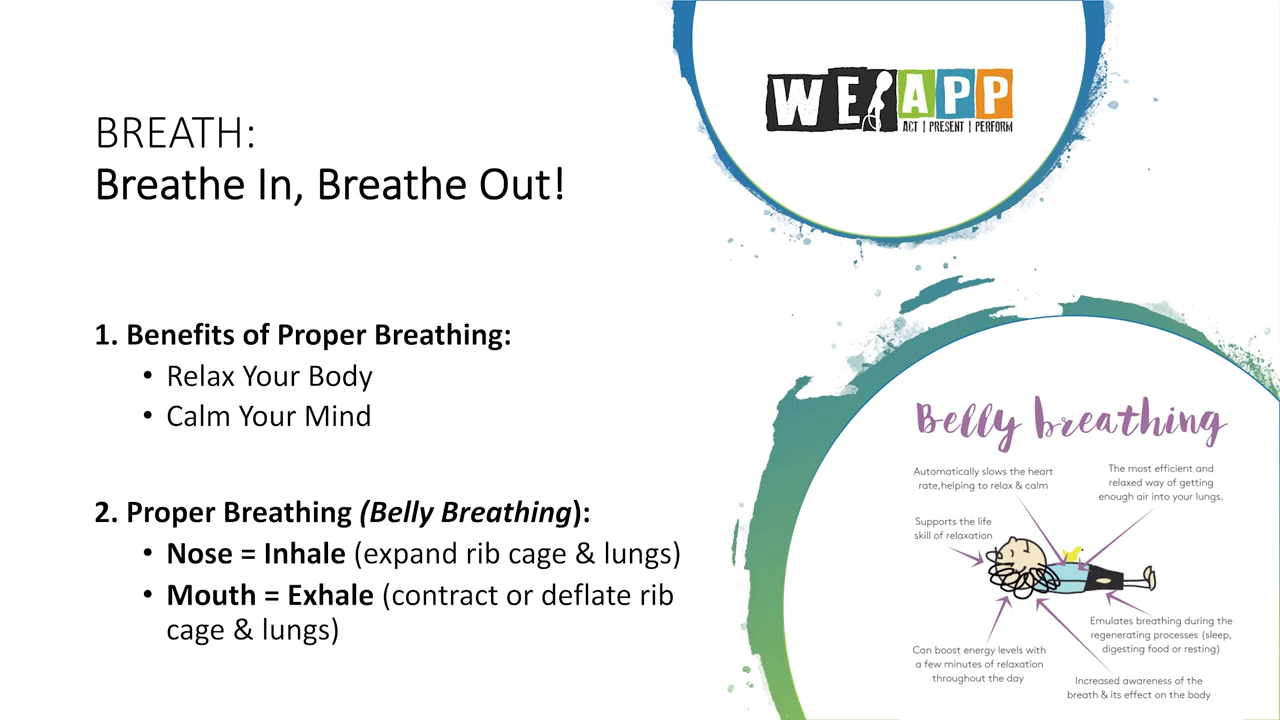 BREATH:
Breathe In, Breathe Out!
1. Benefits of Proper Breathing:
• Relax Your Body
• Calm Your Mind
2. Proper Breathing (Belly Breathing):
• Nose = Inhale (expand rib cage & lungs)
• Mouth = Exhale (contract or deflate rib
cage & lungs)
WE APP
ACT | PRESENT | PERFORM
Belly breathing
Automatically slows the heart
rate,helping to relax & calm
The most efficient and
relaxed way of getting
enough air into your lungs.
Supports the life
skill of relaxation
Emulates breathing during the
regenerating processes (sleep,
digesting food or resting)
Can boost energy levels with
a few minutes of relaxation
throughout the day
Increased awareness of the
breath & its effect on the body